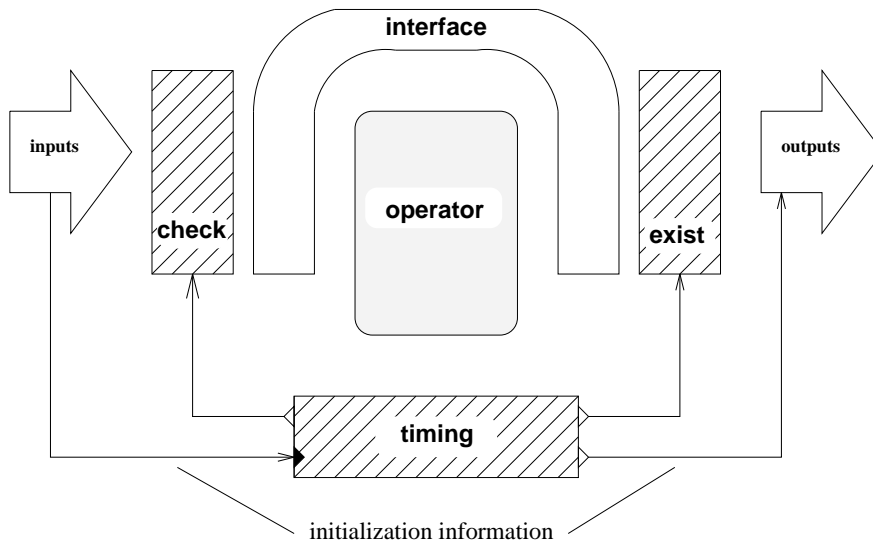 interface
inputs
outputs
operator
check
exist
timing
initialization information